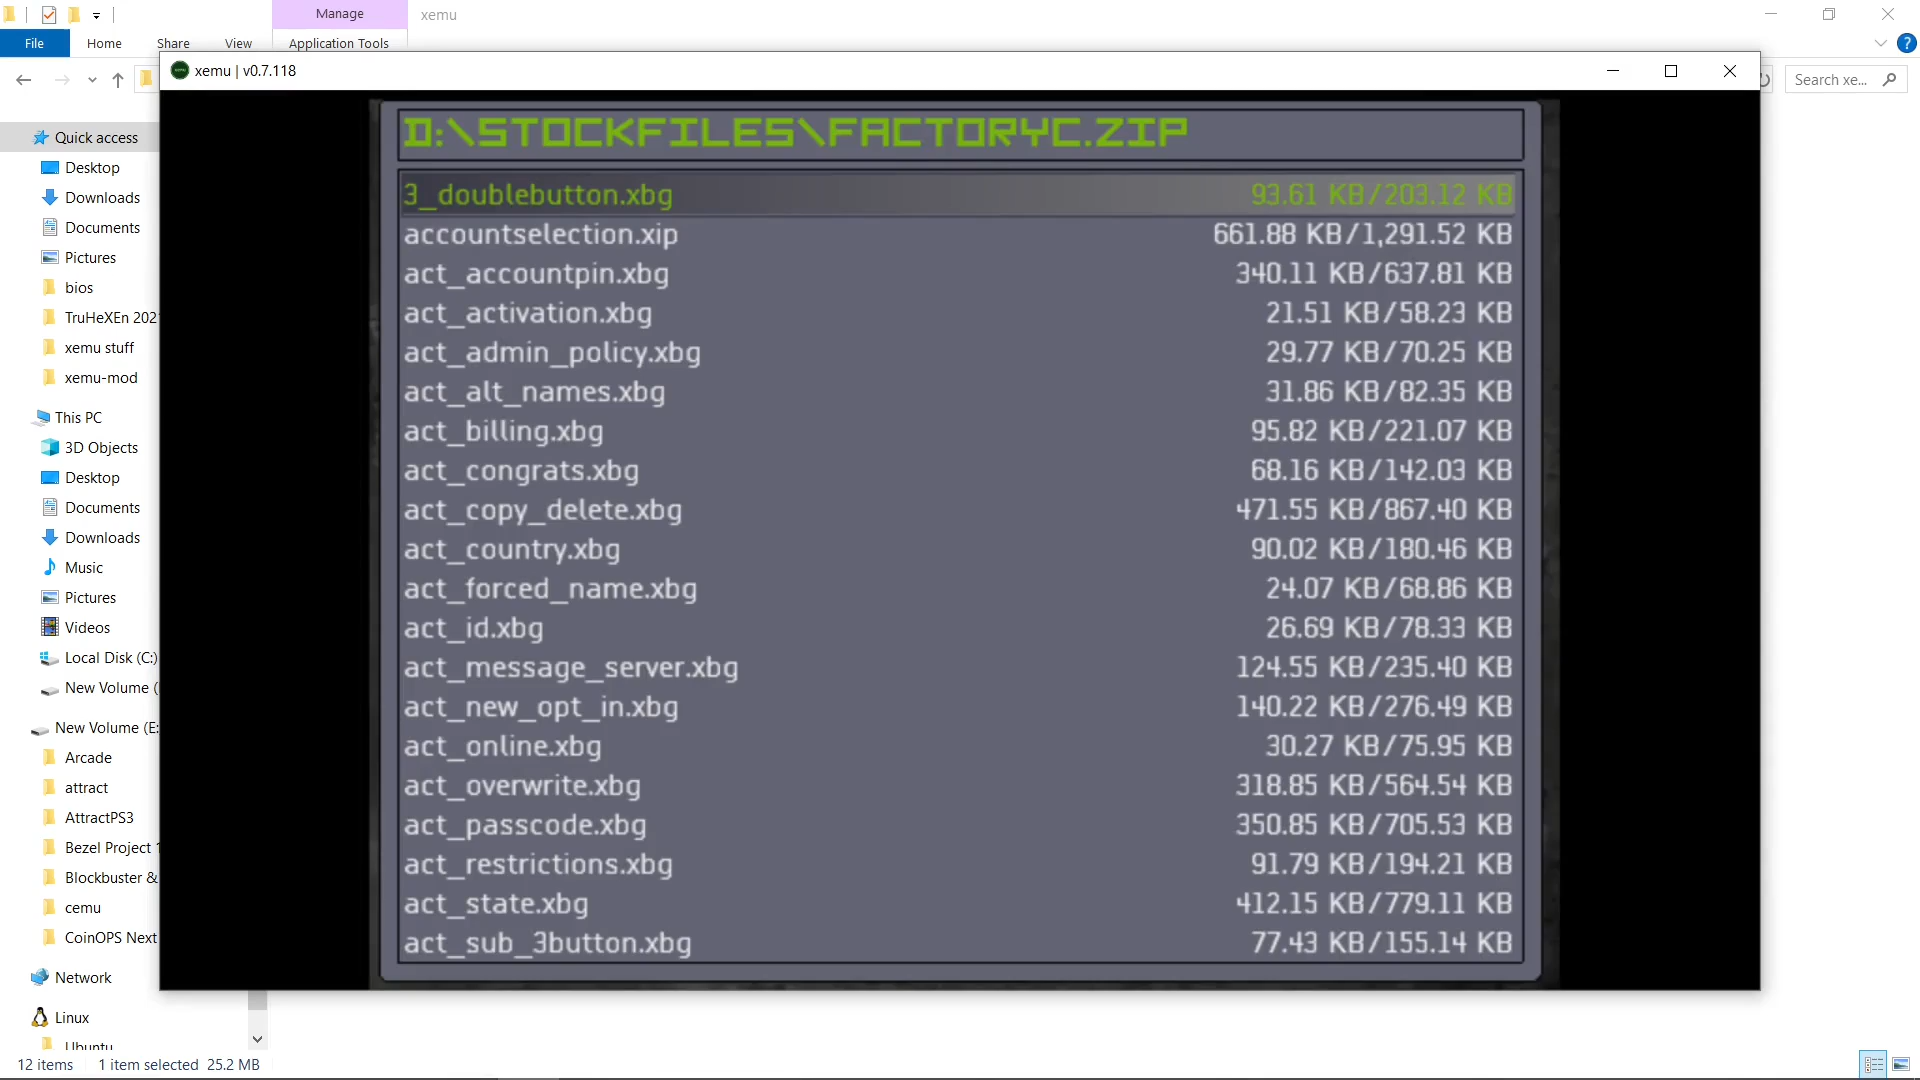 Manage
xemu
File
Home
Share
View
Application Tools
xemu | v0.7.118
Search xe...
Quick access
Desktop
Downloads
Documents
Pictures
bios
TruHeXEn 202
xemu stuff
xemu-mod
This PC
3D Objects
Desktop
Documents
Downloads
Music
Pictures
Videos
Local Disk (C:)
New Volume (
New Volume (E:
Arcade
attract
AttractPS3
Bezel Project 1
Blockbuster &
cemu
CoinOPS Next
Network
Linux
Ubuntu
D:\STOCKFILES\FACTORYC.ZIP
3_doublebutton.xbg 93.61 KB/203.12 KB
accountselection.xip 661.88 KB/1,291.52 KB
act_accountpin.xbg 340.11 KB/637.81 KB
act_activation.xbg 21.51 KB/58.23 KB
act_admin_policy.xbg 29.77 KB/70.25 KB
act_alt_names.xbg 31.86 KB/82.35 KB
act_billing.xbg 95.82 KB/221.07 KB
act_congrats.xbg 68.16 KB/142.03 KB
act_copy_delete.xbg 471.55 KB/867.40 KB
act_country.xbg 90.02 KB/180.46 KB
act_forced_name.xbg 24.07 KB/68.86 KB
act_id.xbg 26.69 KB/78.33 KB
act_message_server.xbg 124.55 KB/235.40 KB
act_new_opt_in.xbg 140.22 KB/276.49 KB
act_online.xbg 30.27 KB/75.95 KB
act_overwrite.xbg 318.85 KB/564.54 KB
act_passcode.xbg 350.85 KB/705.53 KB
act_restrictions.xbg 91.79 KB/194.21 KB
act_state.xbg 412.15 KB/779.11 KB
act_sub_3button.xbg 77.43 KB/155.14 KB
12 items 1 item selected 25.2 MB